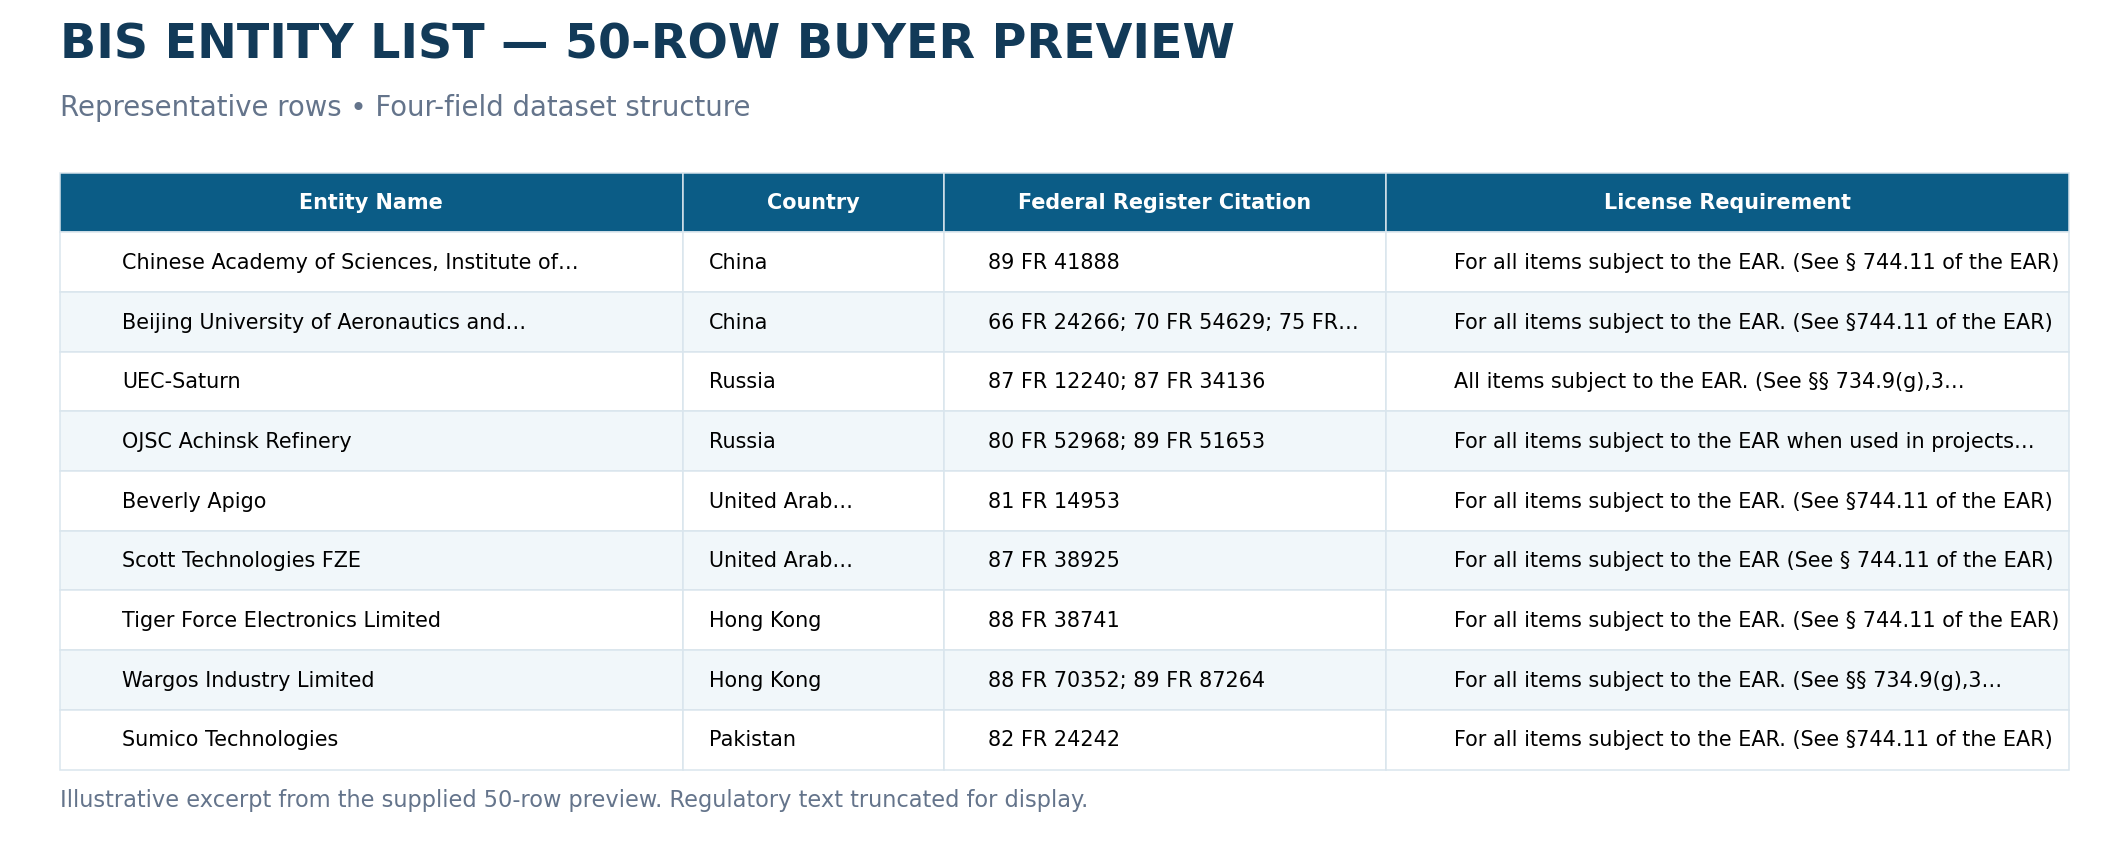 BIS ENTITY LIST — 50-ROW BUYER PREVIEW
Representative rows • Four-field dataset structure
Entity Name Country Federal Register Citation License Requirement
Chinese Academy of Sciences, Institute of… China 89 FR 41888 For all items subject to the EAR. (See § 744.11 of the EAR)
Beijing University of Aeronautics and… China 66 FR 24266; 70 FR 54629; 75 FR… For all items subject to the EAR. (See §744.11 of the EAR)
UEC-Saturn Russia 87 FR 12240; 87 FR 34136 All items subject to the EAR. (See §§ 734.9(g),3…
OJSC Achinsk Refinery Russia 80 FR 52968; 89 FR 51653 For all items subject to the EAR when used in projects…
Beverly Apigo United Arab… 81 FR 14953 For all items subject to the EAR. (See §744.11 of the EAR)
Scott Technologies FZE United Arab… 87 FR 38925 For all items subject to the EAR (See § 744.11 of the EAR)
Tiger Force Electronics Limited Hong Kong 88 FR 38741 For all items subject to the EAR. (See § 744.11 of the EAR)
Wargos Industry Limited Hong Kong 88 FR 70352; 89 FR 87264 For all items subject to the EAR. (See §§ 734.9(g),3…
Sumico Technologies Pakistan 82 FR 24242 For all items subject to the EAR. (See §744.11 of the EAR)
Illustrative excerpt from the supplied 50-row preview. Regulatory text truncated for display.